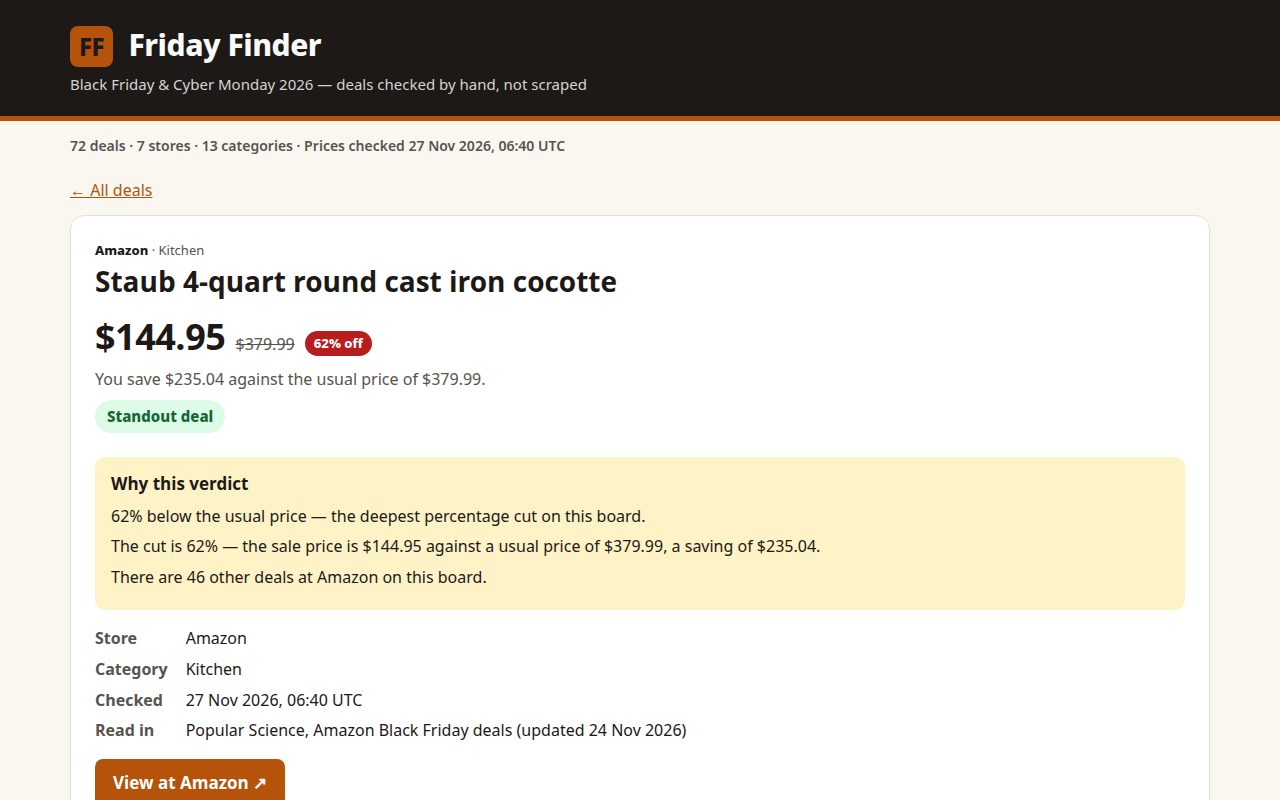 FF Friday Finder
Black Friday & Cyber Monday 2026 — deals checked by hand, not scraped
72 deals · 7 stores · 13 categories · Prices checked 27 Nov 2026, 06:40 UTC
← All deals
Amazon · Kitchen
Staub 4-quart round cast iron cocotte
$144.95 $379.99 62% off
You save $235.04 against the usual price of $379.99.
Standout deal
Why this verdict
62% below the usual price — the deepest percentage cut on this board.
The cut is 62% — the sale price is $144.95 against a usual price of $379.99, a saving of $235.04.
There are 46 other deals at Amazon on this board.
Store Amazon
Category Kitchen
Checked 27 Nov 2026, 06:40 UTC
Read in Popular Science, Amazon Black Friday deals (updated 24 Nov 2026)
View at Amazon ↗